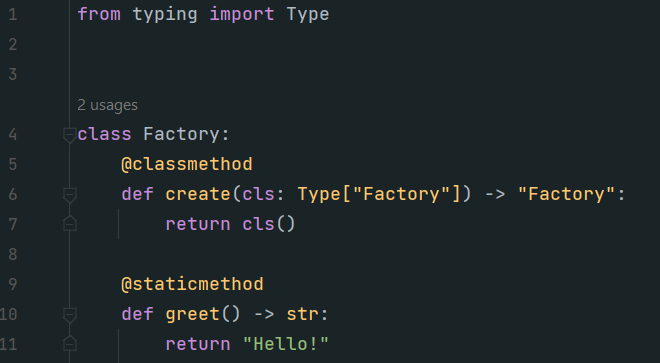 1 from typing import Type
2
3
2 usages
4 class Factory:
5     @classmethod
6     def create(cls: Type["Factory"]) -> "Factory":
7         return cls()
8
9     @staticmethod
10     def greet() -> str:
11         return "Hello!"